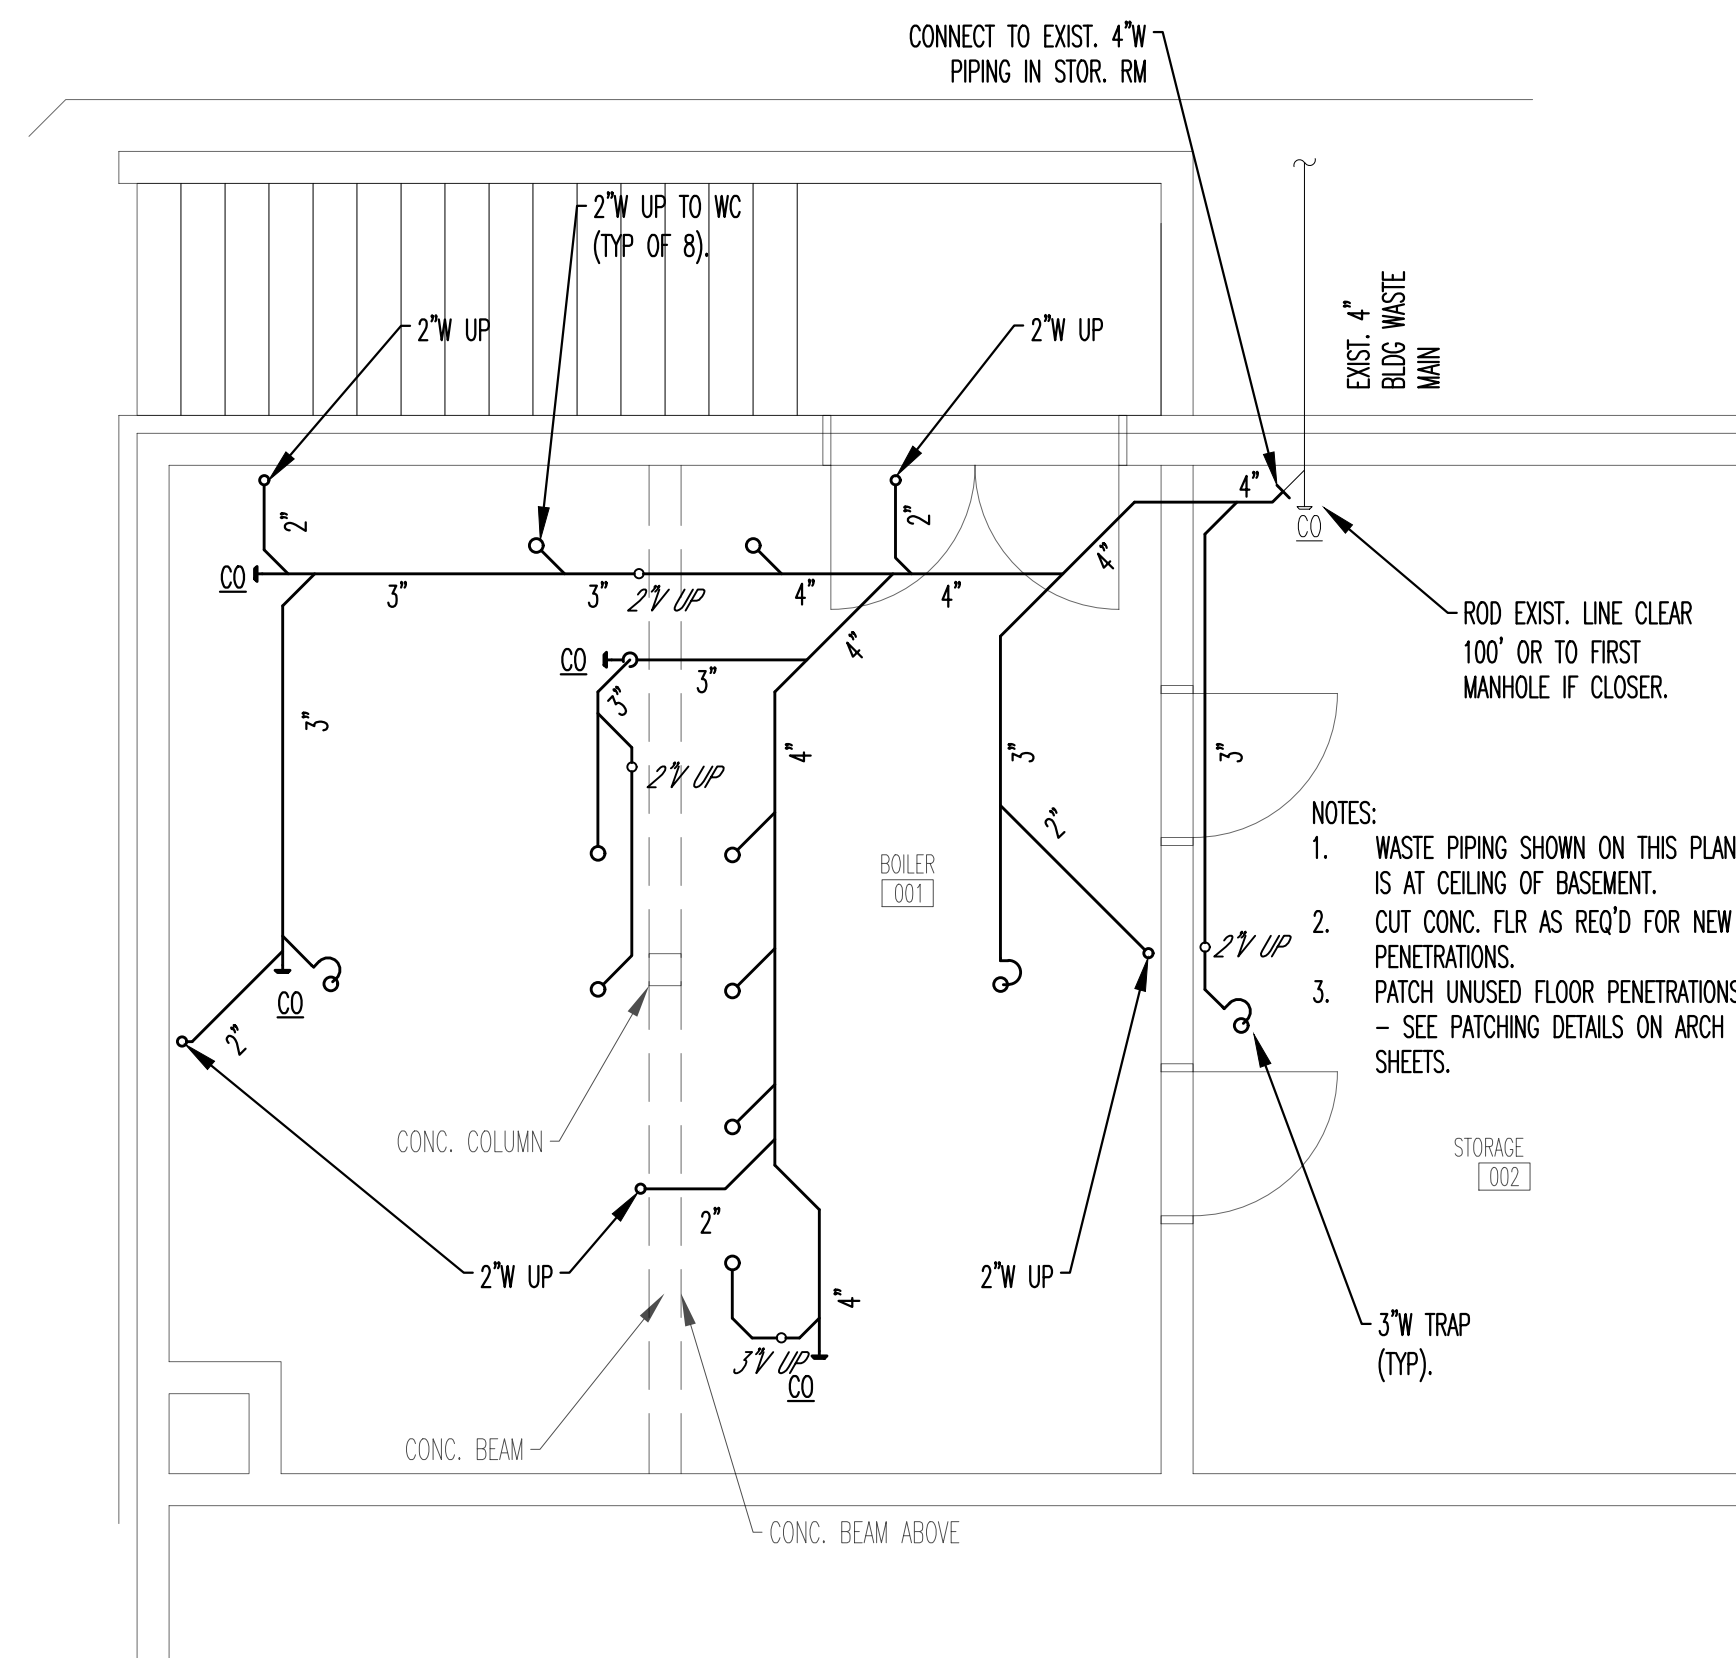 CONNECT TO EXIST. 4"W
PIPING IN STOR. RM
2"W UP TO WC
(TYP OF 8).
2"W UP
2"W UP
EXIST. 4"
BLDG WASTE
MAIN
2"
2"
4"
CO
CO
3"
3"
2"V UP
4"
4"
4"
ROD EXIST. LINE CLEAR
100' OR TO FIRST
MANHOLE IF CLOSER.
CO
3"
4"
3"
3"
2"V UP
4"
3"
3"
2"
NOTES:
1. WASTE PIPING SHOWN ON THIS PLAN
IS AT CEILING OF BASEMENT.
2. CUT CONC. FLR AS REQ'D FOR NEW
PENETRATIONS.
3. PATCH UNUSED FLOOR PENETRATIONS
– SEE PATCHING DETAILS ON ARCH
SHEETS.
BOILER
001
2"V UP
CO
2"
CONC. COLUMN
STORAGE
002
2"
2"W UP
2"W UP
4"
3"W TRAP
(TYP).
3"V UP
CO
CONC. BEAM
CONC. BEAM ABOVE